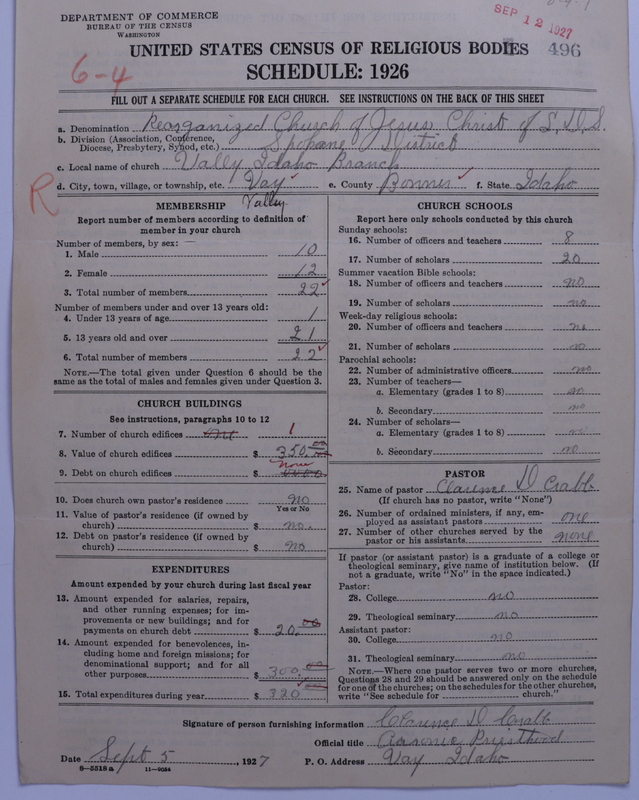 DEPARTMENT OF COMMERCE
BUREAU OF THE CENSUS
WASHINGTON
SEP 12 1927
UNITED STATES CENSUS OF RELIGIOUS BODIES 496
6-4
SCHEDULE: 1926
FILL OUT A SEPARATE SCHEDULE FOR EACH CHURCH. SEE INSTRUCTIONS ON THE BACK OF THIS SHEET
a. Denomination Reorganized Church of Jesus Christ of L.D.S.
b. Division (Association, Conference, Diocese, Presbytery, Synod, etc.) Spokane District
c. Local name of church Vally Idaho Branch
R
d. City, town, village, or township, etc. Vay e. County Bonner f. State Idaho
Valley
MEMBERSHIP
Report number of members according to definition of
member in your church
Number of members, by sex:
1. Male 10
2. Female 12
3. Total number of members 22
Number of members under and over 13 years old:
4. Under 13 years of age 1
5. 13 years old and over 21
6. Total number of members 22
NOTE.—The total given under Question 6 should be
same as the total of males and females given under Question 3.
CHURCH BUILDINGS
See instructions, paragraphs 10 to 12
7. Number of church edifices one 1
8. Value of church edifices $ 350.00
9. Debt on church edifices $ none
10. Does church own pastor's residence no
Yes or No
11. Value of pastor's residence (if owned by
church) $ no.
12. Debt on pastor's residence (if owned by
church) $ no
EXPENDITURES
Amount expended by your church during last fiscal year
13. Amount expended for salaries, repairs,
and other running expenses; for im-
provements or new buildings; and for
payments on church debt $ 20.00
14. Amount expended for benevolences, in-
cluding home and foreign missions; for
denominational support; and for all
other purposes $ 300.00
15. Total expenditures during year $ 320
CHURCH SCHOOLS
Report here only schools conducted by this church
Sunday schools:
16. Number of officers and teachers 8
17. Number of scholars 20
Summer vacation Bible schools:
18. Number of officers and teachers no
19. Number of scholars no
Week-day religious schools:
20. Number of officers and teachers no
21. Number of scholars no
Parochial schools:
22. Number of administrative officers no
23. Number of teachers—
a. Elementary (grades 1 to 8) no
b. Secondary no
24. Number of scholars—
a. Elementary (grades 1 to 8) no
b. Secondary no
PASTOR
25. Name of pastor Clarence D Crabb
(If church has no pastor, write "None")
26. Number of ordained ministers, if any, em-
ployed as assistant pastors one
27. Number of other churches served by the
pastor or his assistants none
If pastor (or assistant pastor) is a graduate of a college or
theological seminary, give name of institution below. (If
not a graduate, write "No" in the space indicated.)
Pastor:
28. College no
29. Theological seminary no
Assistant pastor:
30. College no
31. Theological seminary no
NOTE.—Where one pastor serves two or more churches,
Questions 28 and 29 should be answered only on the schedule
for one of the churches; on the schedules for the other churches,
write "See schedule for church."
Signature of person furnishing information Clarence D Crabb
Official title Aaronic Priesthood
Date Sept 5, 1927 P. O. Address Vay Idaho
6-5518a 11-9054